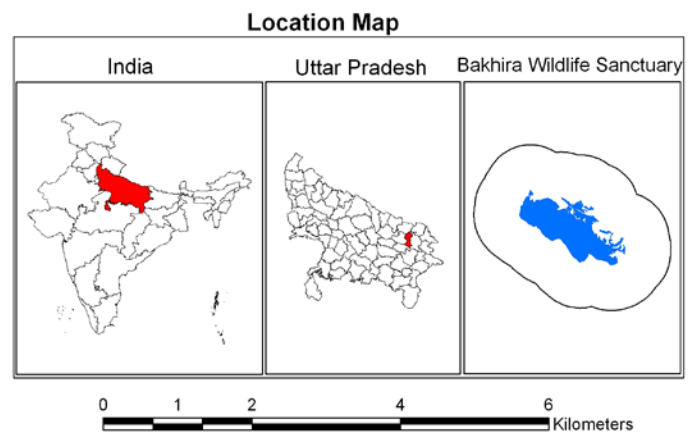 Location Map
India
Uttar Pradesh
Bakhira Wildlife Sanctuary
0 1 2 4 6
Kilometers